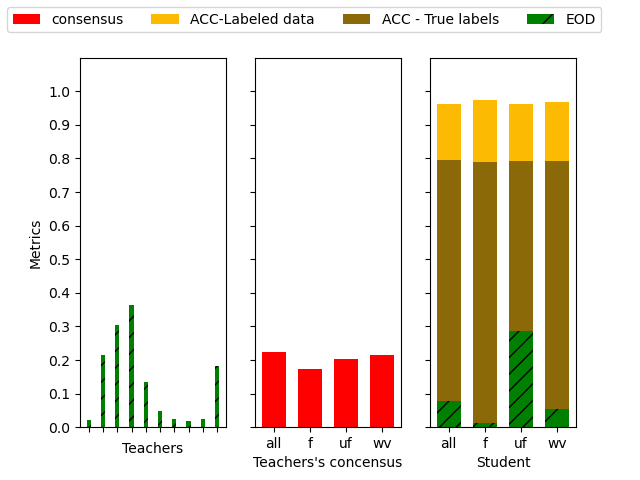 consensus ACC-Labeled data ACC - True labels EOD
Metrics
1.0
0.9
0.8
0.7
0.6
0.5
0.4
0.3
0.2
0.1
0.0
Teachers
all f uf wv
Teachers's concensus
all f uf wv
Student